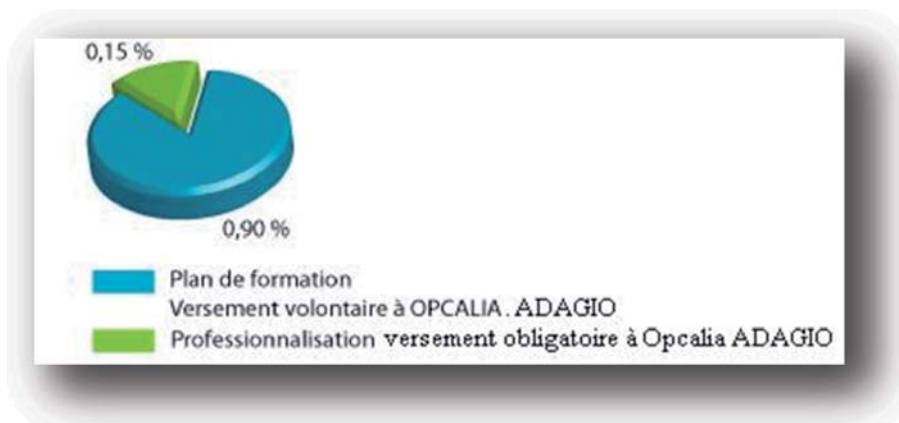 0,15 %
0,90 %
Plan de formation
Versement volontaire à OPCALIA . ADAGIO
Professionnalisation versement obligatoire à Opcalia ADAGIO